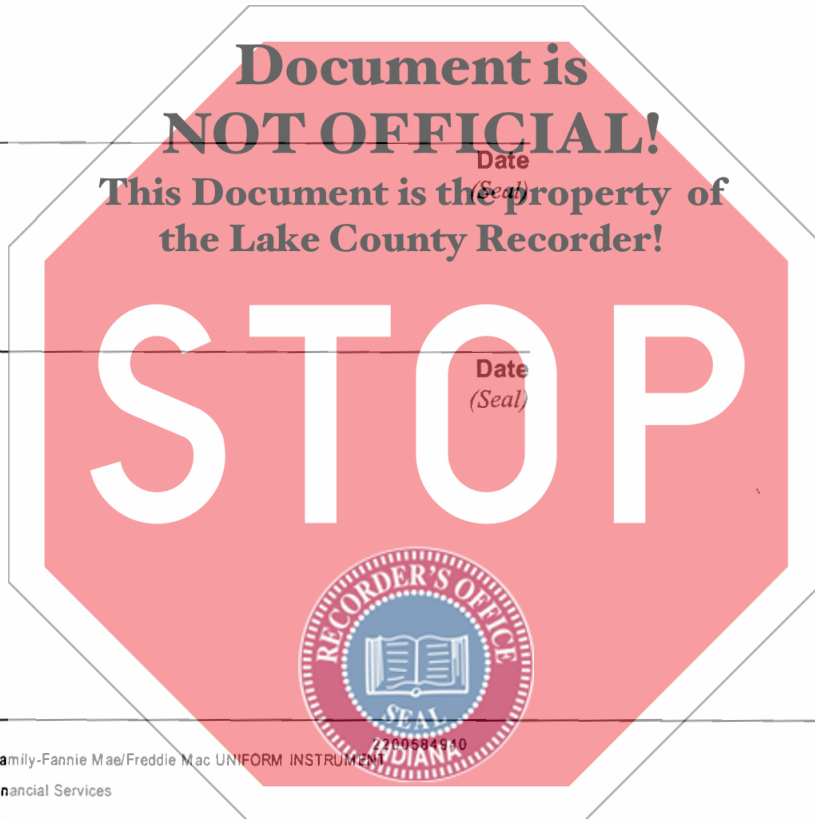 Document is
NOT OFFICIAL!
Date
This Document is the property of
(Seal)
the Lake County Recorder!
STOP
Date
(Seal)
RECORDER'S OFFICE
SEAL
2200584940
amily-Fannie Mae/Freddie Mac UNIFORM INSTRUMENT
INDIANA
nancial Services